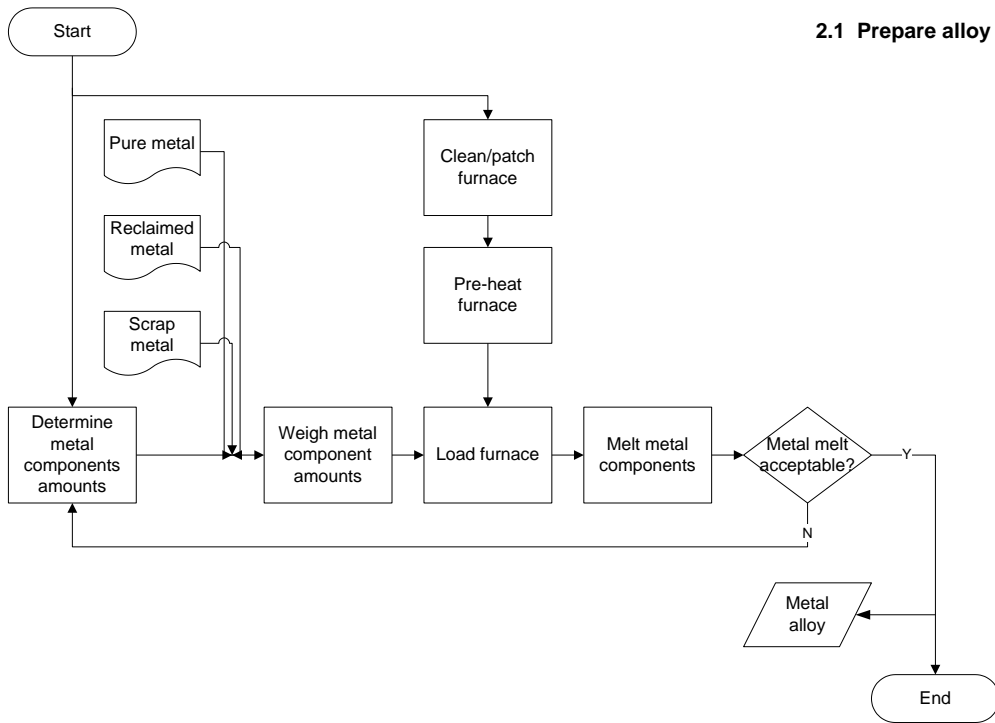 Start
2.1 Prepare alloy
Pure metal
Clean/patch
furnace
Reclaimed
metal
Pre-heat
furnace
Scrap
metal
Determine
metal
components
amounts
Weigh metal
component
amounts
Load furnace
Melt metal
components
Metal melt
acceptable?
Y
N
Metal
alloy
End